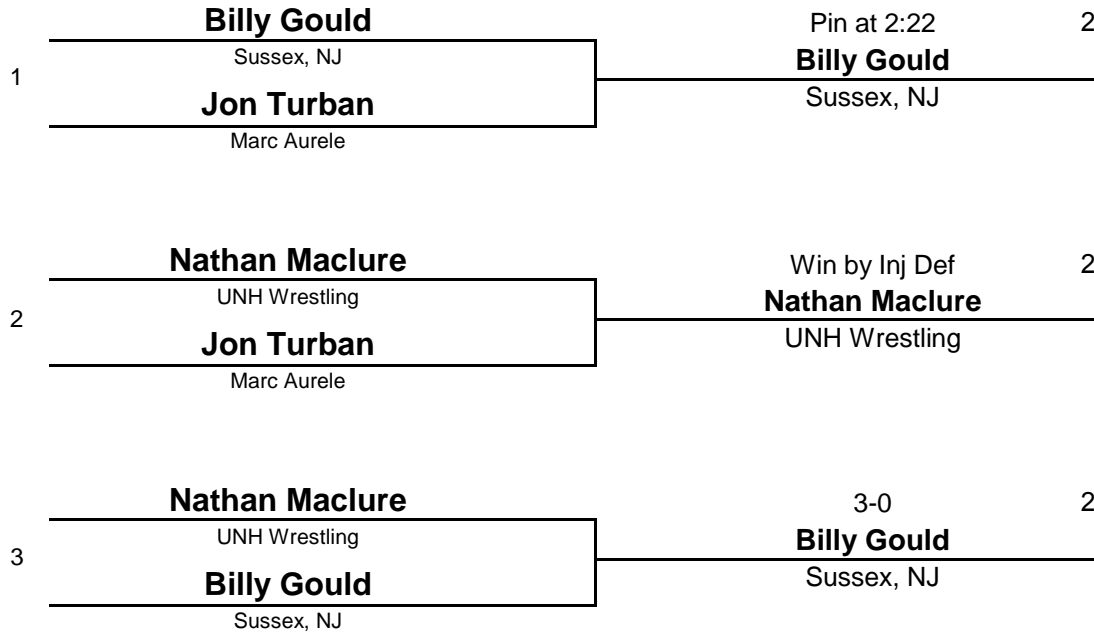 Billy Gould
Pin at 2:22
2
Sussex, NJ
Billy Gould
1
Jon Turban
Sussex, NJ
Marc Aurele
Nathan Maclure
Win by Inj Def
2
UNH Wrestling
Nathan Maclure
2
Jon Turban
UNH Wrestling
Marc Aurele
Nathan Maclure
3-0
2
UNH Wrestling
Billy Gould
3
Billy Gould
Sussex, NJ
Sussex, NJ